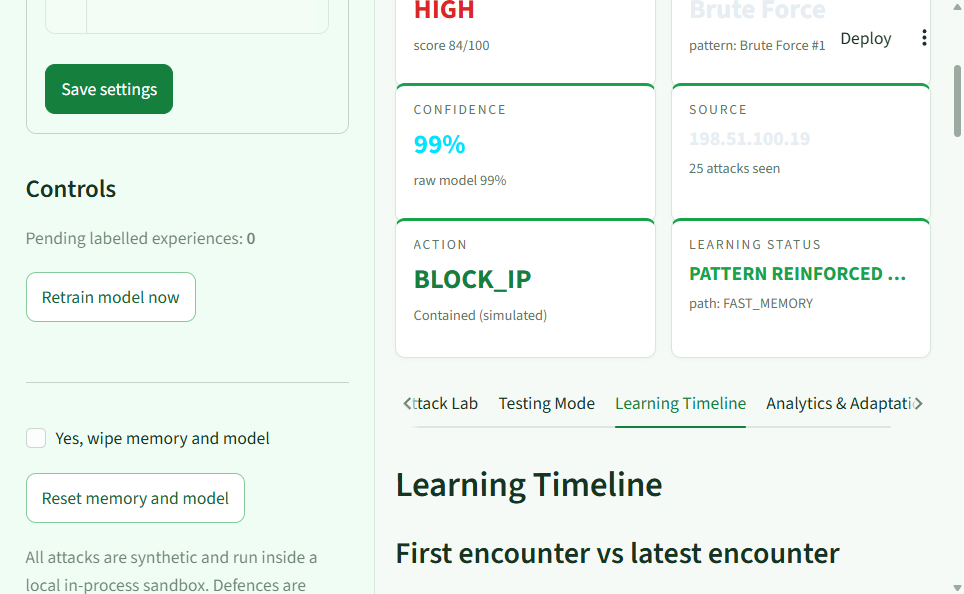 Save settings
Controls
Pending labelled experiences: 0
Retrain model now
Yes, wipe memory and model
Reset memory and model
All attacks are synthetic and run inside a
local in-process sandbox. Defences are
HIGH
score 84/100
Brute Force
pattern: Brute Force #1
Deploy
CONFIDENCE
99%
raw model 99%
SOURCE
198.51.100.19
25 attacks seen
ACTION
BLOCK_IP
Contained (simulated)
LEARNING STATUS
PATTERN REINFORCED ...
path: FAST_MEMORY
ttack Lab
Testing Mode
Learning Timeline
Analytics & Adaptati
Learning Timeline
First encounter vs latest encounter